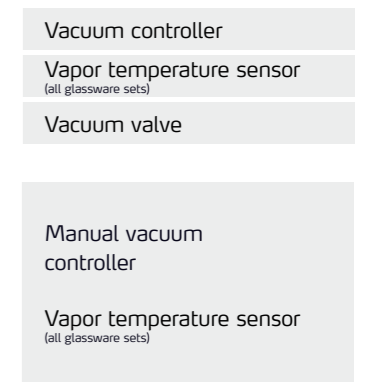 Vacuum controller
Vapor temperature sensor
(all glassware sets)
Vacuum valve
Manual vacuum
controller
Vapor temperature sensor
(all glassware sets)